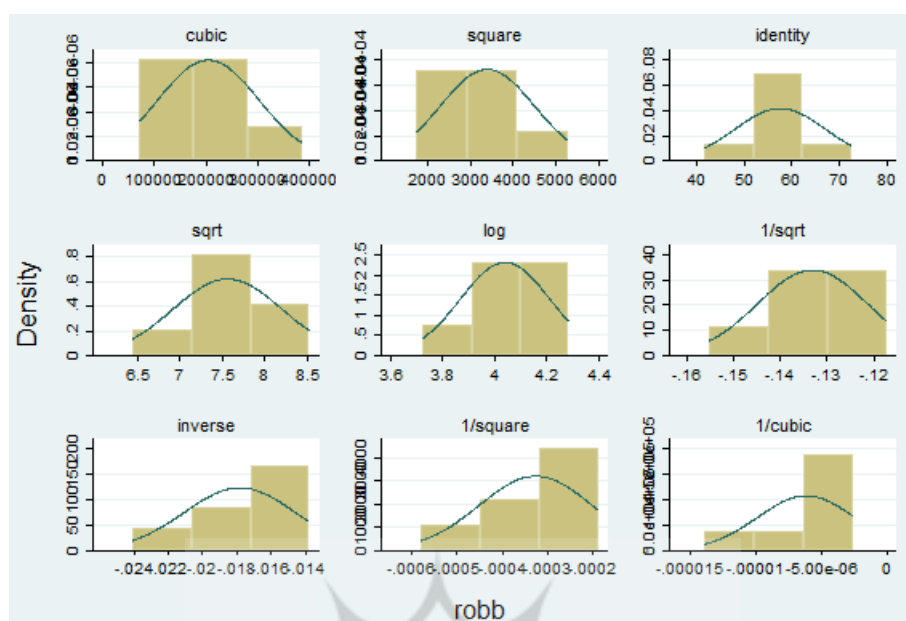 cubic
square
identity
0 100000 200000 300000 400000
2000 3000 4000 5000 6000
0 .02 .04 .06 .08
40 50 60 70 80
sqrt
log
1/sqrt
0 .2 .4 .6 .8
6.5 7 7.5 8 8.5
0 .5 1 1.5 2 2.5
3.6 3.8 4 4.2 4.4
0 10 20 30 40
-.16 -.15 -.14 -.13 -.12
Density
inverse
1/square
1/cubic
0 50 100 150 200
-.024 -.022 -.02 -.018 -.016 -.014
0 1000 2000 3000 4000
-.0006 -.0005 -.0004 -.0003 -.0002
-.000015 -.00001 -5.00e-06 0
robb